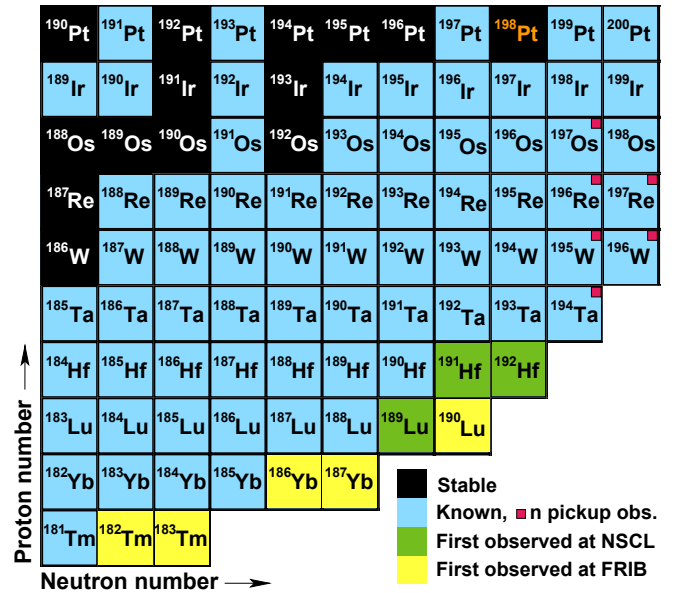 190Pt 191Pt 192Pt 193Pt 194Pt 195Pt 196Pt 197Pt 198Pt 199Pt 200Pt
189Ir 190Ir 191Ir 192Ir 193Ir 194Ir 195Ir 196Ir 197Ir 198Ir 199Ir
188Os 189Os 190Os 191Os 192Os 193Os 194Os 195Os 196Os 197Os 198Os
187Re 188Re 189Re 190Re 191Re 192Re 193Re 194Re 195Re 196Re 197Re
186W 187W 188W 189W 190W 191W 192W 193W 194W 195W 196W
185Ta 186Ta 187Ta 188Ta 189Ta 190Ta 191Ta 192Ta 193Ta 194Ta
184Hf 185Hf 186Hf 187Hf 188Hf 189Hf 190Hf 191Hf 192Hf
183Lu 184Lu 185Lu 186Lu 187Lu 188Lu 189Lu 190Lu
182Yb 183Yb 184Yb 185Yb 186Yb 187Yb
181Tm 182Tm 183Tm
Proton number
Neutron number
Stable
Known, n pickup obs.
First observed at NSCL
First observed at FRIB